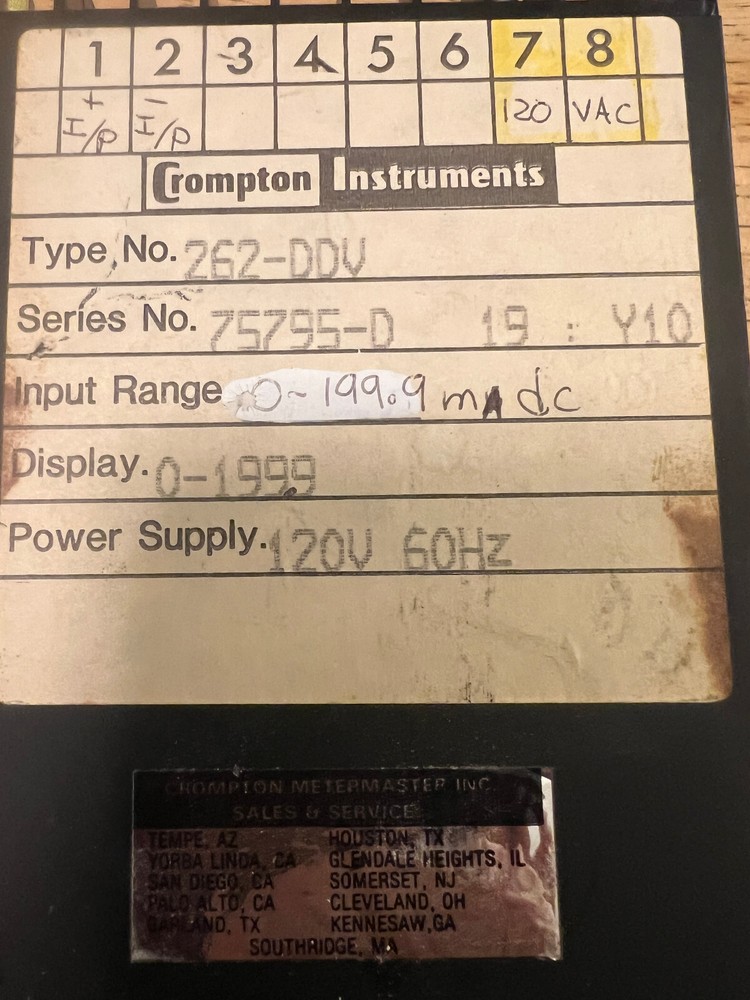 1 2 3 4 5 6 7 8
I/P+ I/P- 120 VAC
Crompton Instruments
Type No. 262-DDV
Series No. 75795-D 19 : Y10
Input Range 0-199.9 mA dc
Display. 0-1999
Power Supply. 120V 60Hz
CROMPTON METERMASTER INC.
SALES & SERVICE
TEMPE, AZ HOUSTON, TX
YORBA LINDA, CA GLENDALE HEIGHTS, IL
SAN DIEGO, CA SOMERSET, NJ
PALO ALTO, CA CLEVELAND, OH
GARLAND, TX KENNESAW,GA
SOUTHRIDGE, MA